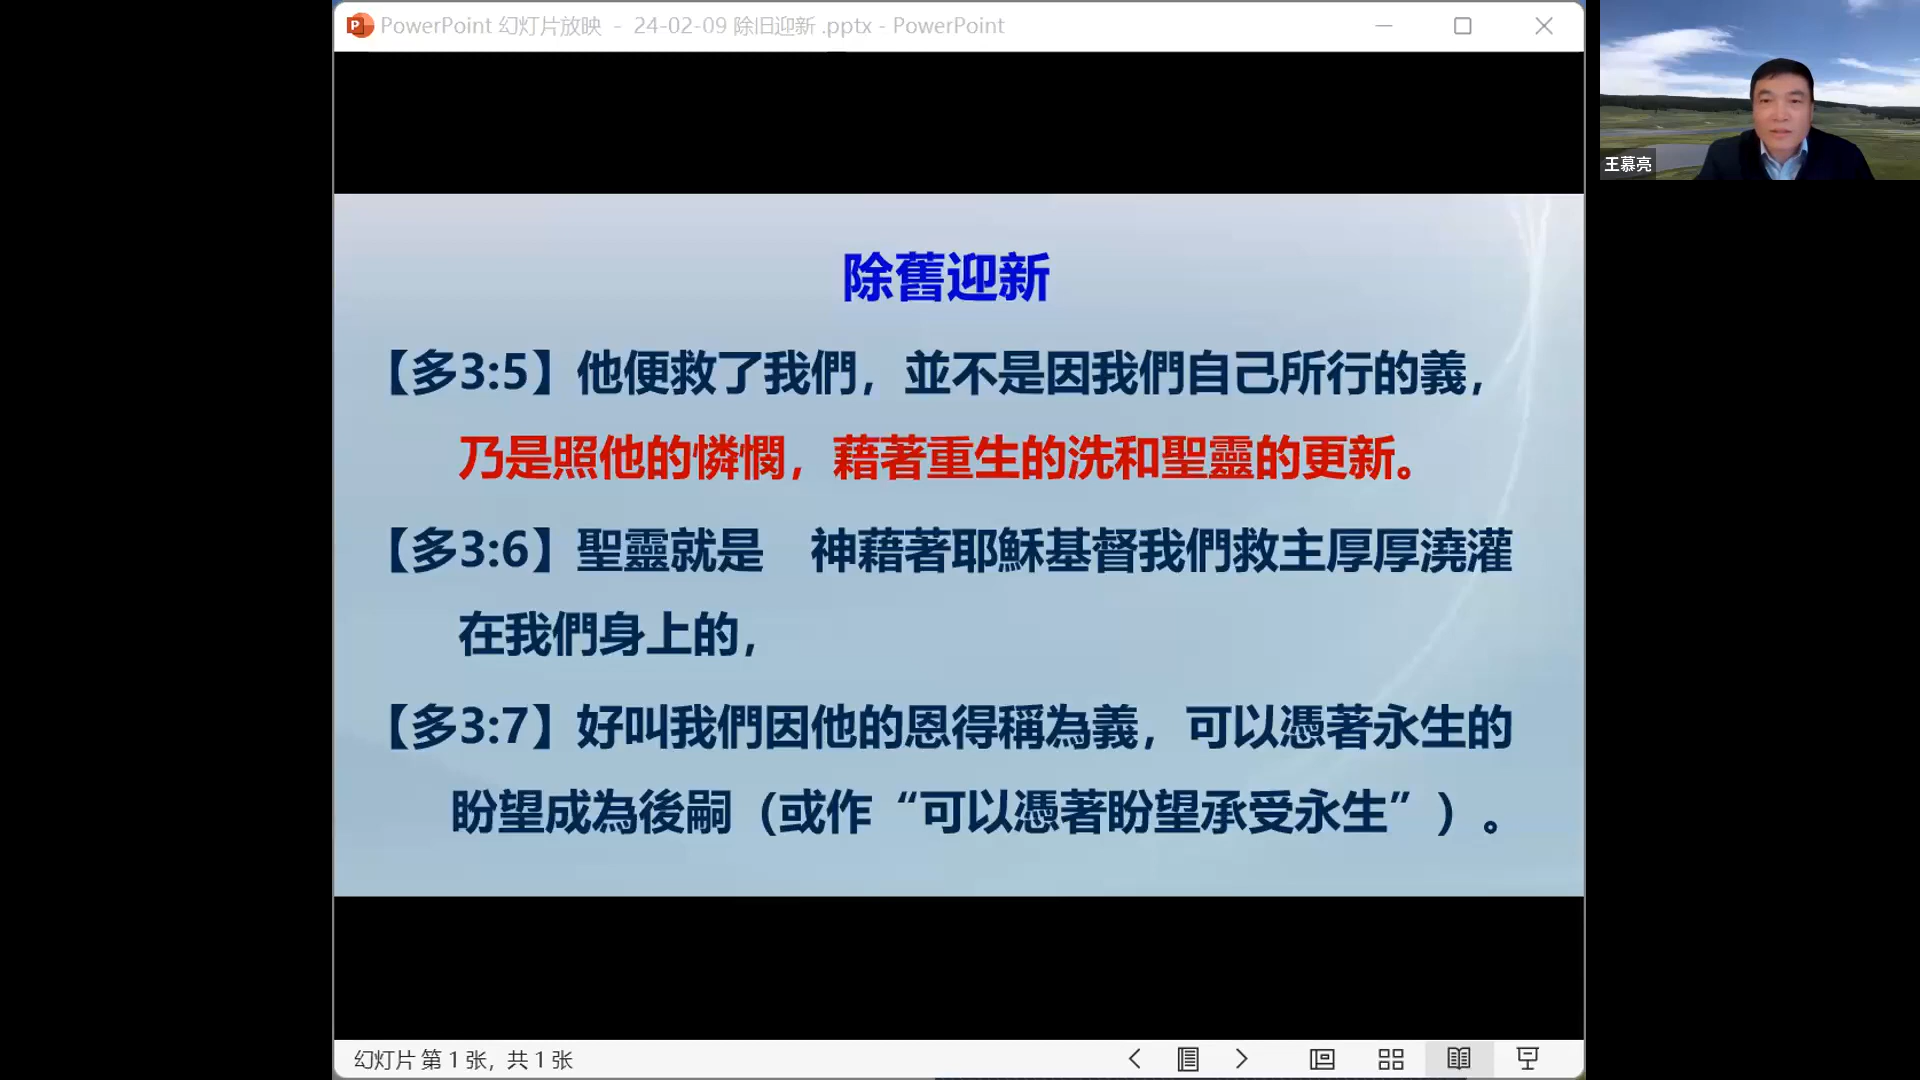 PowerPoint 幻灯片放映 - 24-02-09 除旧迎新 .pptx - PowerPoint
王慕亮
除舊迎新
【多3:5】他便救了我們，並不是因我們自己所行的義，
乃是照他的憐憫，藉著重生的洗和聖靈的更新。
【多3:6】聖靈就是　神藉著耶穌基督我們救主厚厚澆灌
在我們身上的，
【多3:7】好叫我們因他的恩得稱為義，可以憑著永生的
盼望成為後嗣（或作“可以憑著盼望承受永生”）。
幻灯片 第 1 张，共 1 张